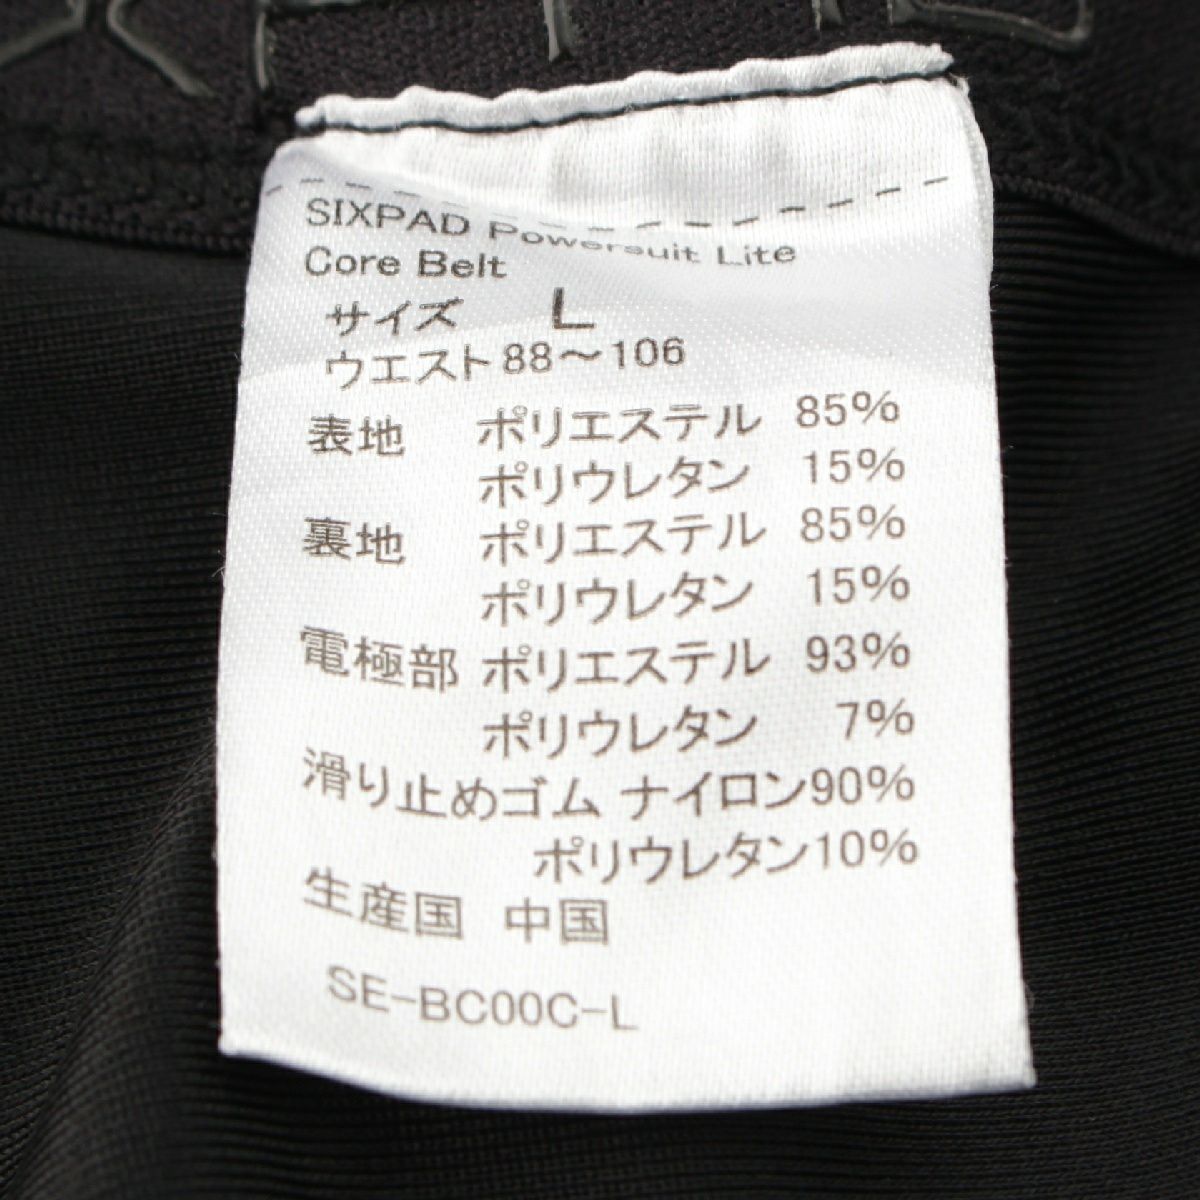 SIXPAD Powersuit Lite
Core Belt
サイズ L
ウエスト88～106
表地 ポリエステル 85%
ポリウレタン 15%
裏地 ポリエステル 85%
ポリウレタン 15%
電極部 ポリエステル 93%
ポリウレタン 7%
滑り止めゴム ナイロン90%
ポリウレタン10%
生産国 中国
SE-BC00C-L